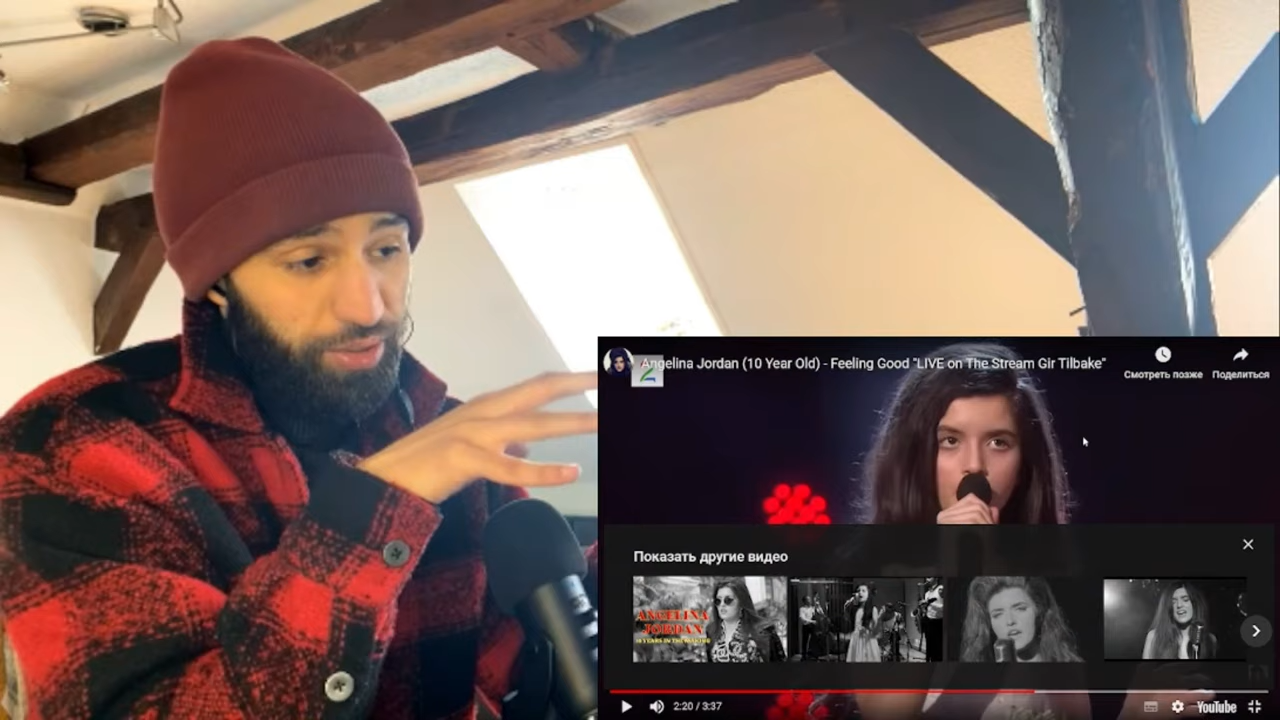 Angelina Jordan (10 Year Old) - Feeling Good "LIVE on The Stream Gir Tilbake"
Смотреть позже
Поделиться
Показать другие видео
ANGELINA
JORDAN
2:20 / 3:37
YouTube